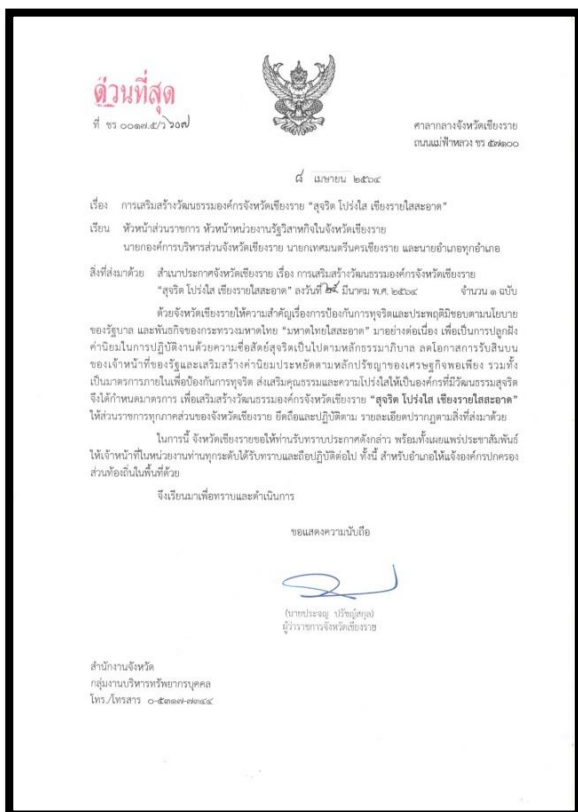 ด่วนที่สุด
ที่ ชร ๐๐๑๗.๕/ว ๖๐๗
ศาลากลางจังหวัดเชียงราย
ถนนแม่ฟ้าหลวง ชร ๕๗๑๐๐
๘ เมษายน ๒๕๖๔
เรื่อง การเสริมสร้างวัฒนธรรมองค์กรจังหวัดเชียงราย "สุจริต โปร่งใส เชียงรายใสสะอาด"
เรียน หัวหน้าส่วนราชการ หัวหน้าหน่วยงานรัฐวิสาหกิจในจังหวัดเชียงราย
นายกองค์การบริหารส่วนจังหวัดเชียงราย นายกเทศมนตรีนครเชียงราย และนายอำเภอทุกอำเภอ
สิ่งที่ส่งมาด้วย สำเนาประกาศจังหวัดเชียงราย เรื่อง การเสริมสร้างวัฒนธรรมองค์กรจังหวัดเชียงราย
"สุจริต โปร่งใส เชียงรายใสสะอาด" ลงวันที่ มีนาคม พ.ศ. ๒๕๖๔ จำนวน ๑ ฉบับ
ด้วยจังหวัดเชียงรายให้ความสำคัญเรื่องการป้องกันการทุจริตและประพฤติมิชอบตามนโยบาย
ของรัฐบาล และพันธกิจของกระทรวงมหาดไทย "มหาดไทยใสสะอาด" มาอย่างต่อเนื่อง เพื่อเป็นการปลูกฝัง
ค่านิยมในการปฏิบัติงานด้วยความซื่อสัตย์สุจริตเป็นไปตามหลักธรรมาภิบาล ลดโอกาสการรับสินบน
ของเจ้าหน้าที่ของรัฐและเสริมสร้างค่านิยมประหยัดตามหลักปรัชญาของเศรษฐกิจพอเพียง รวมทั้ง
เป็นมาตรการภายในเพื่อป้องกันการทุจริต ส่งเสริมคุณธรรมและความโปร่งใสให้เป็นองค์กรที่มีวัฒนธรรมสุจริต
จึงได้กำหนดมาตรการ เพื่อเสริมสร้างวัฒนธรรมองค์กรจังหวัดเชียงราย "สุจริต โปร่งใส เชียงรายใสสะอาด"
ให้ส่วนราชการทุกภาคส่วนของจังหวัดเชียงราย ยึดถือและปฏิบัติตาม รายละเอียดปรากฏตามสิ่งที่ส่งมาด้วย
ในการนี้ จังหวัดเชียงรายขอให้ท่านรับทราบประกาศดังกล่าว พร้อมทั้งเผยแพร่ประชาสัมพันธ์
ให้เจ้าหน้าที่ในหน่วยงานท่านทุกระดับได้รับทราบและถือปฏิบัติต่อไป ทั้งนี้ สำหรับอำเภอให้แจ้งองค์กรปกครอง
ส่วนท้องถิ่นในพื้นที่ด้วย
จึงเรียนมาเพื่อทราบและดำเนินการ
ขอแสดงความนับถือ
(นายประจญ ปรัชญ์สกุล)
ผู้ว่าราชการจังหวัดเชียงราย
สำนักงานจังหวัด
กลุ่มงานบริหารทรัพยากรบุคคล
โทร./โทรสาร ๐-๕๓๑๗-๗๓๔๔